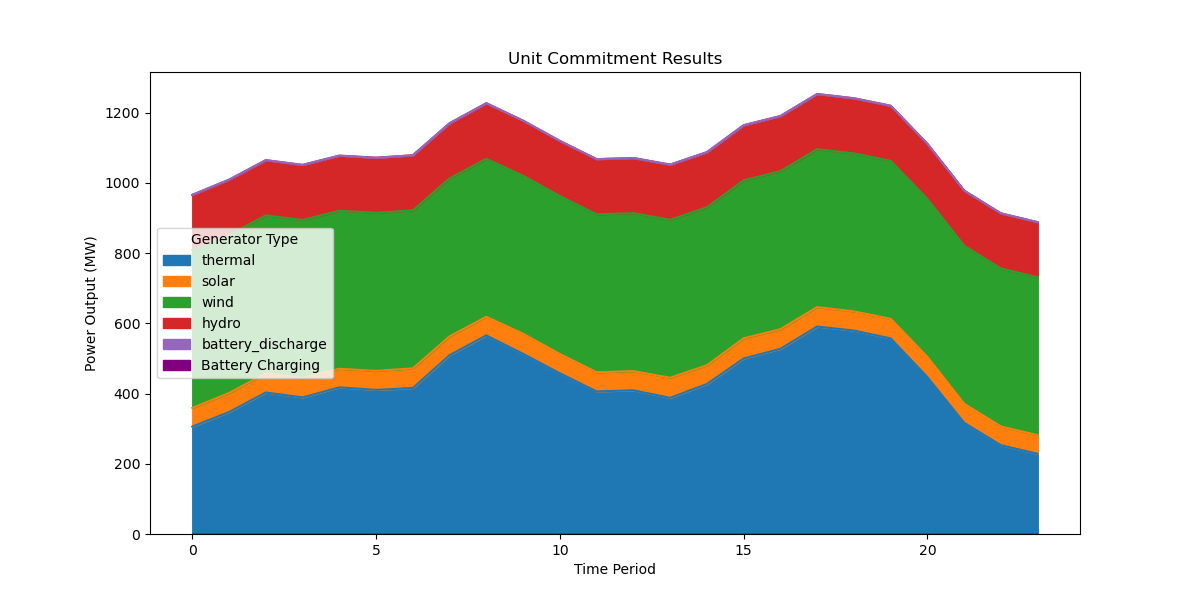 Unit Commitment Results
Power Output (MW)
1200
1000
800
600
400
200
0
Generator Type
thermal
solar
wind
hydro
battery_discharge
Battery Charging
0 5 10 15 20
Time Period